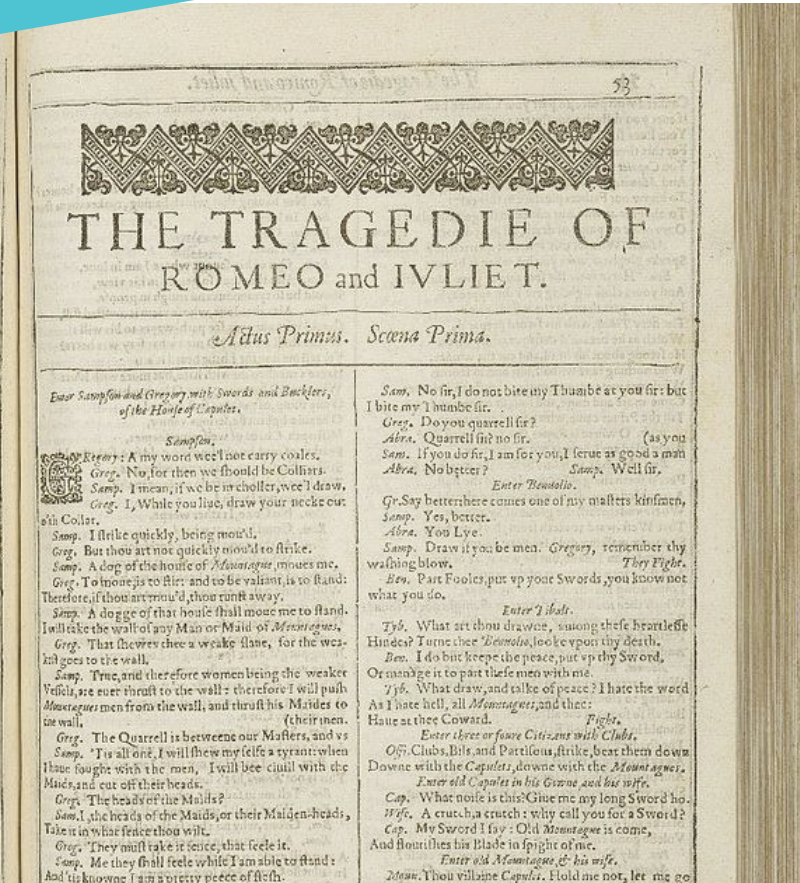 53
THE TRAGEDIE OF
ROMEO and IVLIET.
Actus Primus. Scœna Prima.
Enter Sampson and Gregory, with Swords and Bucklers,
of the House of Capulet.
Sampson.
GRegory: A my word wee'l not carry coales.
Greg. No, for then we should be Colliars.
Samp. I mean, if we be in choller, wee'l draw.
Greg. I, While you liue, draw your necke out
o'th Collar.
Samp. I strike quickly, being mou'd.
Greg. But thou art not quickly mou'd to strike.
Samp. A dog of the house of Mountague, moues me.
Greg. To moue, is to stir: and to be valiant, is to stand:
Therefore, if thou art mou'd, thou runst away.
Samp. A dogge of that house shall moue me to stand.
I will take the wall of any Man or Maid of Mountagues.
Greg. That shewes thee a weake slaue, for the wea-
kest goes to the wall.
Samp. True, and therefore women being the weaker
Vessels, are euer thrust to the wall: therefore I will push
Mountagues men from the wall, and thrust his Maides to
the wall. (their men.
Greg. The Quarrell is betweene our Masters, and vs
Samp. 'Tis all one, I will shew my selfe a tyrant: when
I haue fought with the men, I will bee ciuill with the
Maids, and cut off their heads.
Greg. The heads of the Maids?
Sam. I, the heads of the Maids, or their Maiden-heads,
Take it in what sence thou wilt.
Greg. They must take it sence, that feele it.
Samp. Me they shall feele while I am able to stand:
And 'tis knowne I am a pretty peece of flesh.
Sam. No sir, I do not bite my Thumbe at you sir: but
I bite my Thumbe sir.
Greg. Do you quarrell sir?
Abra. Quarrell sir? no sir. (as you
Sam. If you do sir, I am for you, I serue as good a man
Abra. No better? Samp. Well sir.
Enter Benuolio.
Gr. Say better: here comes one of my masters kinsmen.
Samp. Yes, better.
Abra. You Lye.
Samp. Draw if you be men. Gregory, remember thy
washing blow. They Fight.
Ben. Part Fooles, put vp your Swords, you know not
what you do.
Enter Tibalt.
Tyb. What art thou drawne, among these heartlesse
Hindes? Turne thee Benuolio, looke vpon thy death.
Ben. I do but keepe the peace, put vp thy Sword,
Or manage it to part these men with me.
Tyb. What draw, and talke of peace? I hate the word
As I hate hell, all Mountagues, and thee:
Haue at thee Coward. Fight.
Enter three or foure Citizens with Clubs.
Offi. Clubs, Bils, and Partisons, strike, beat them down
Downe with the Capulets, downe with the Mountagues.
Enter old Capulet in his Gowne, and his wife.
Cap. What noise is this? Giue me my long Sword ho.
Wife. A crutch, a crutch: why call you for a Sword?
Cap. My Sword I say: Old Mountague is come,
And flourishes his Blade in spight of me.
Enter old Mountague, & his wife.
Moun. Thou villaine Capulet. Hold me not, let me go